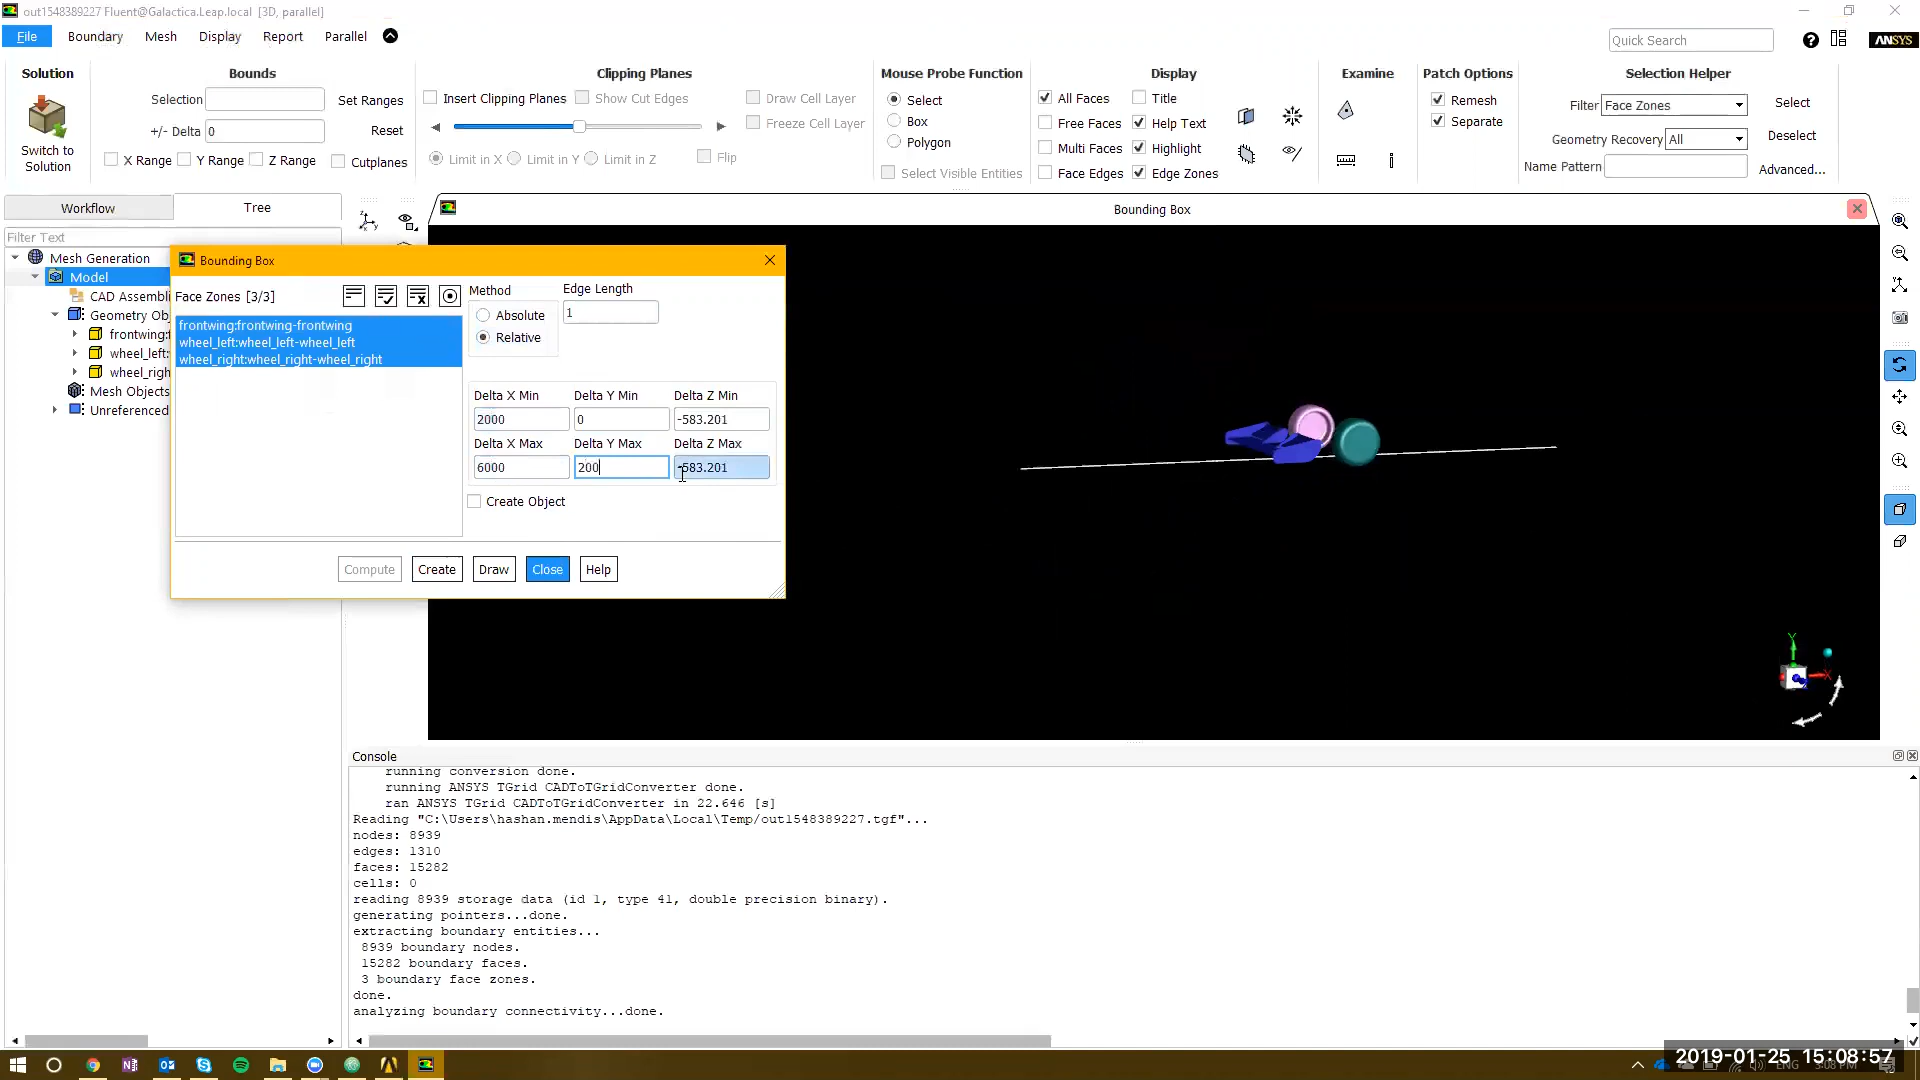 out1548389227 Fluent@Galactica.Leap.local [3D, parallel]
File Boundary Mesh Display Report Parallel
Quick Search
ANSYS
Solution
Switch to
Solution
Bounds
Selection
Set Ranges
+/- Delta 0
Reset
X Range Y Range Z Range Cutplanes
Clipping Planes
Insert Clipping Planes Show Cut Edges
Draw Cell Layer
Freeze Cell Layer
Limit in X Limit in Y Limit in Z Flip
Mouse Probe Function
Select
Box
Polygon
Select Visible Entities
Display
All Faces Title
Free Faces Help Text
Multi Faces Highlight
Face Edges Edge Zones
Examine
Patch Options
Remesh
Separate
Selection Helper
Filter Face Zones Select
Geometry Recovery All Deselect
Name Pattern Advanced...
Workflow Tree
Filter Text
Mesh Generation
Model
CAD Assembl
Geometry Ob
frontwing:
wheel_left:
wheel_righ
Mesh Objects
Unreferenced
Bounding Box
Bounding Box
Face Zones [3/3]
frontwing:frontwing-frontwing
wheel_left:wheel_left-wheel_left
wheel_right:wheel_right-wheel_right
Method
Absolute
Relative
Edge Length
1
Delta X Min Delta Y Min Delta Z Min
2000 0 -583.201
Delta X Max Delta Y Max Delta Z Max
6000 200 -583.201
Create Object
Compute Create Draw Close Help
Y
X
Console
running conversion done.
running ANSYS TGrid CADToTGridConverter done.
ran ANSYS TGrid CADToTGridConverter in 22.646 [s]
Reading "C:\Users\hashan.mendis\AppData\Local\Temp/out1548389227.tgf"...
nodes: 8939
edges: 1310
faces: 15282
cells: 0
reading 8939 storage data (id 1, type 41, double precision binary).
generating pointers...done.
extracting boundary entities...
8939 boundary nodes.
15282 boundary faces.
3 boundary face zones.
done.
analyzing boundary connectivity...done.
2019-01-25 15:08:57